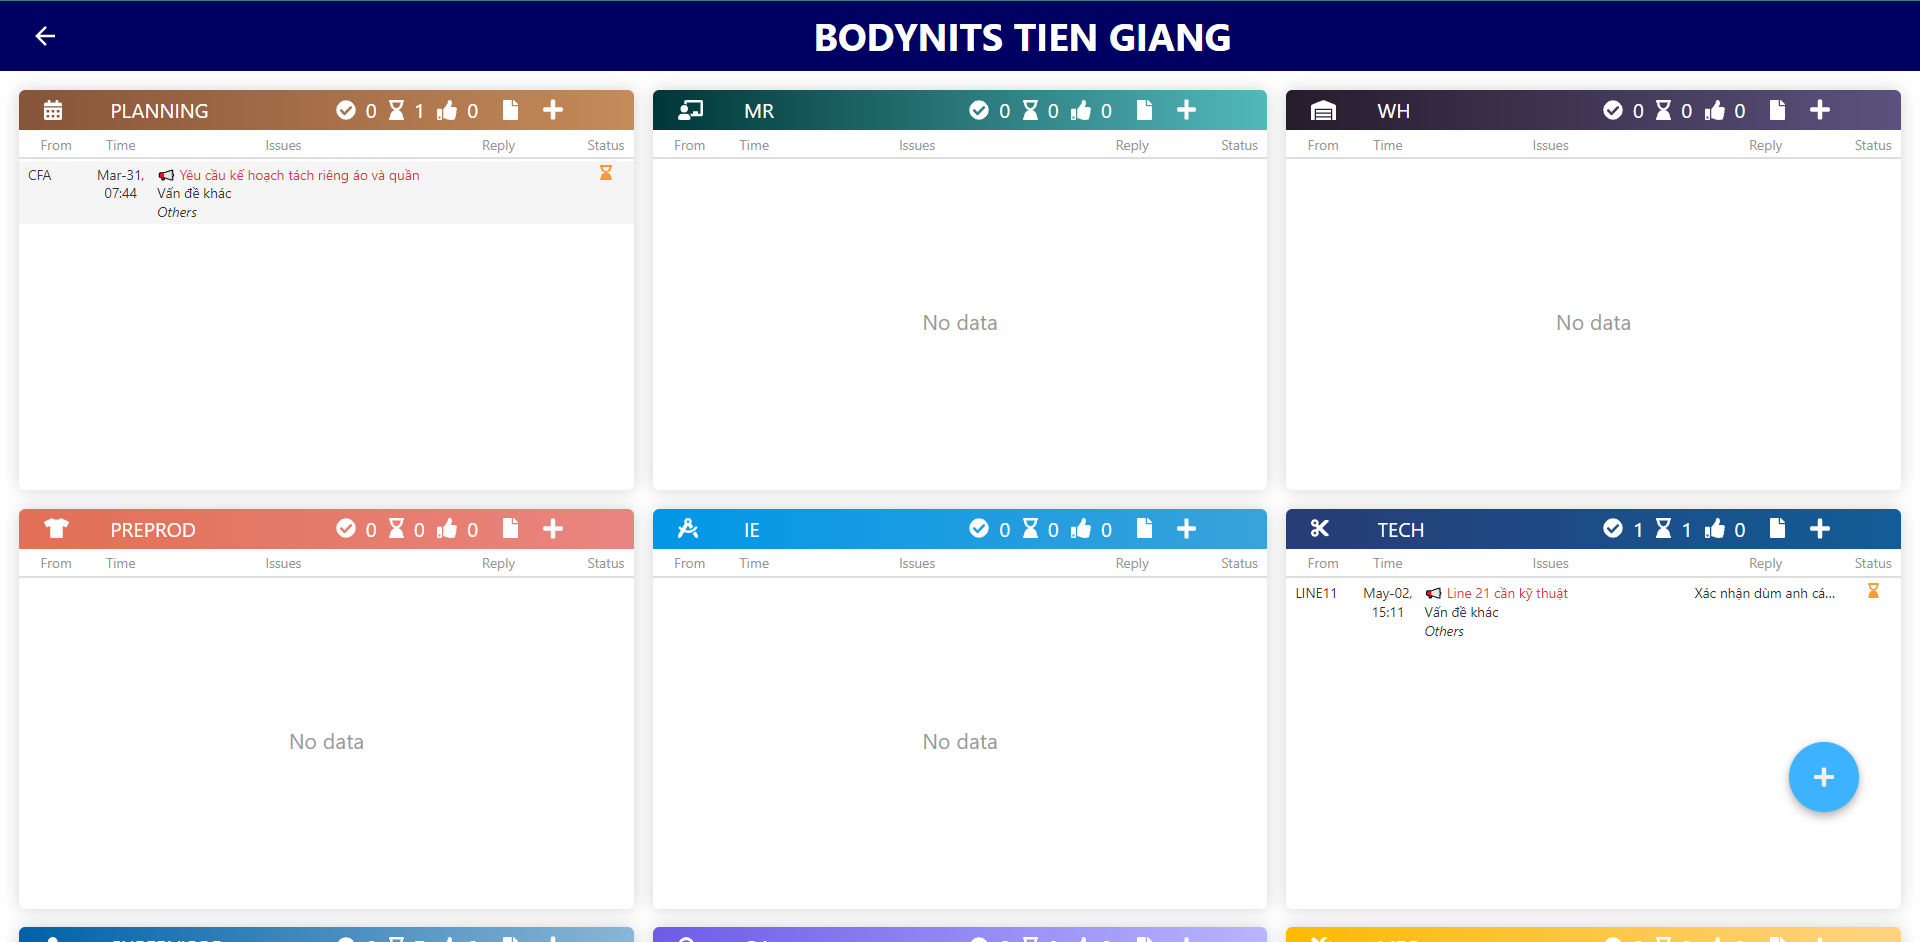 BODYNITS TIEN GIANG
PLANNING 0 1 0
From Time Issues Reply Status
CFA Mar-31, 07:44 Yêu cầu kế hoạch tách riêng áo và quần
Vấn đề khác
Others
MR 0 0 0
From Time Issues Reply Status
No data
WH 0 0 0
From Time Issues Reply Status
No data
PREPROD 0 0 0
From Time Issues Reply Status
No data
IE 0 0 0
From Time Issues Reply Status
No data
TECH 1 1 0
From Time Issues Reply Status
LINE11 May-02, 15:11 Line 21 cần kỹ thuật Xác nhận dùm anh cá...
Vấn đề khác
Others